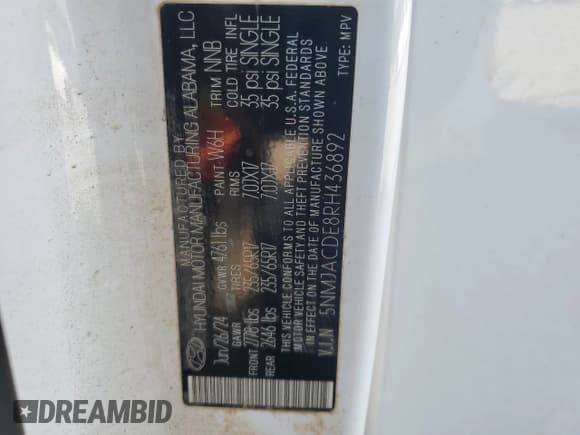 MANUFACTURED BY
HYUNDAI MOTOR MANUFACTURING ALABAMA, LLC
Jun/26/24 PAINT W6H TRIM NNB
GVWR 4761 lbs
GAWR TIRES RIMS COLD TIRE INFL
FRONT 2778 lbs 235/65R17 7.0JX17 35 psi SINGLE
REAR 2646 lbs 235/65R17 7.0JX17 35 psi SINGLE
THIS VEHICLE CONFORMS TO ALL APPLICABLE U.S.A. FEDERAL
MOTOR VEHICLE SAFETY AND THEFT PREVENTION STANDARDS
IN EFFECT ON THE DATE OF MANUFACTURE SHOWN ABOVE
V.I.N 5NMJACDE8RH436892 TYPE: MPV
DREAMBID